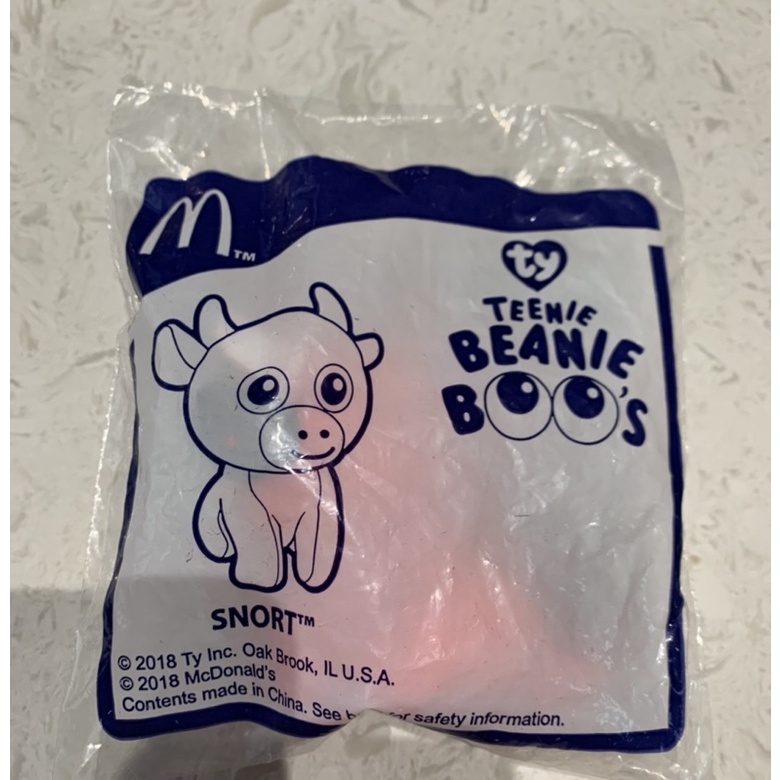 M™
ty
TEENIE
BEANIE
BOO'S
SNORT™
© 2018 Ty Inc. Oak Brook, IL U.S.A.
© 2018 McDonald's
Contents made in China. See safety information.